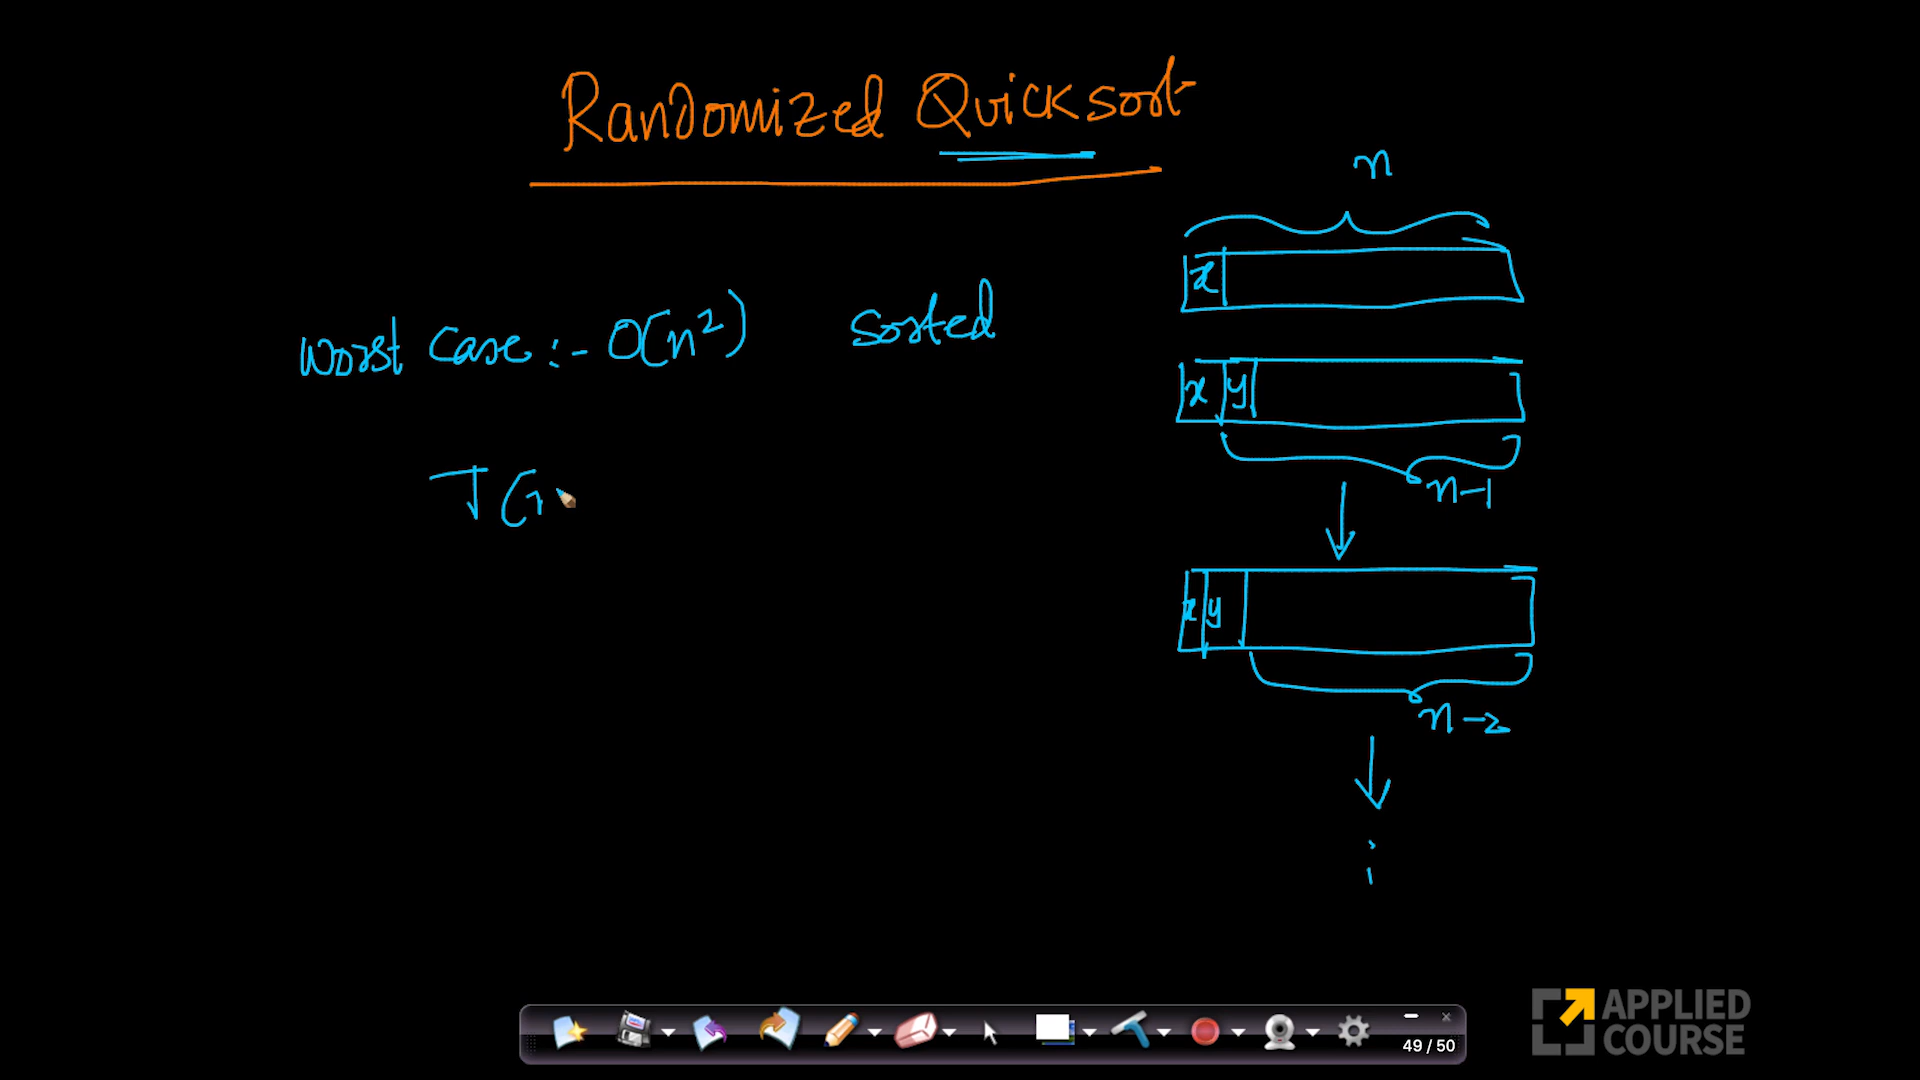 Randomized Quicksort
n
x
worst case :- O(n²) sorted
x y
n-1
T(n
x y
n-2
49 / 50
APPLIED
COURSE